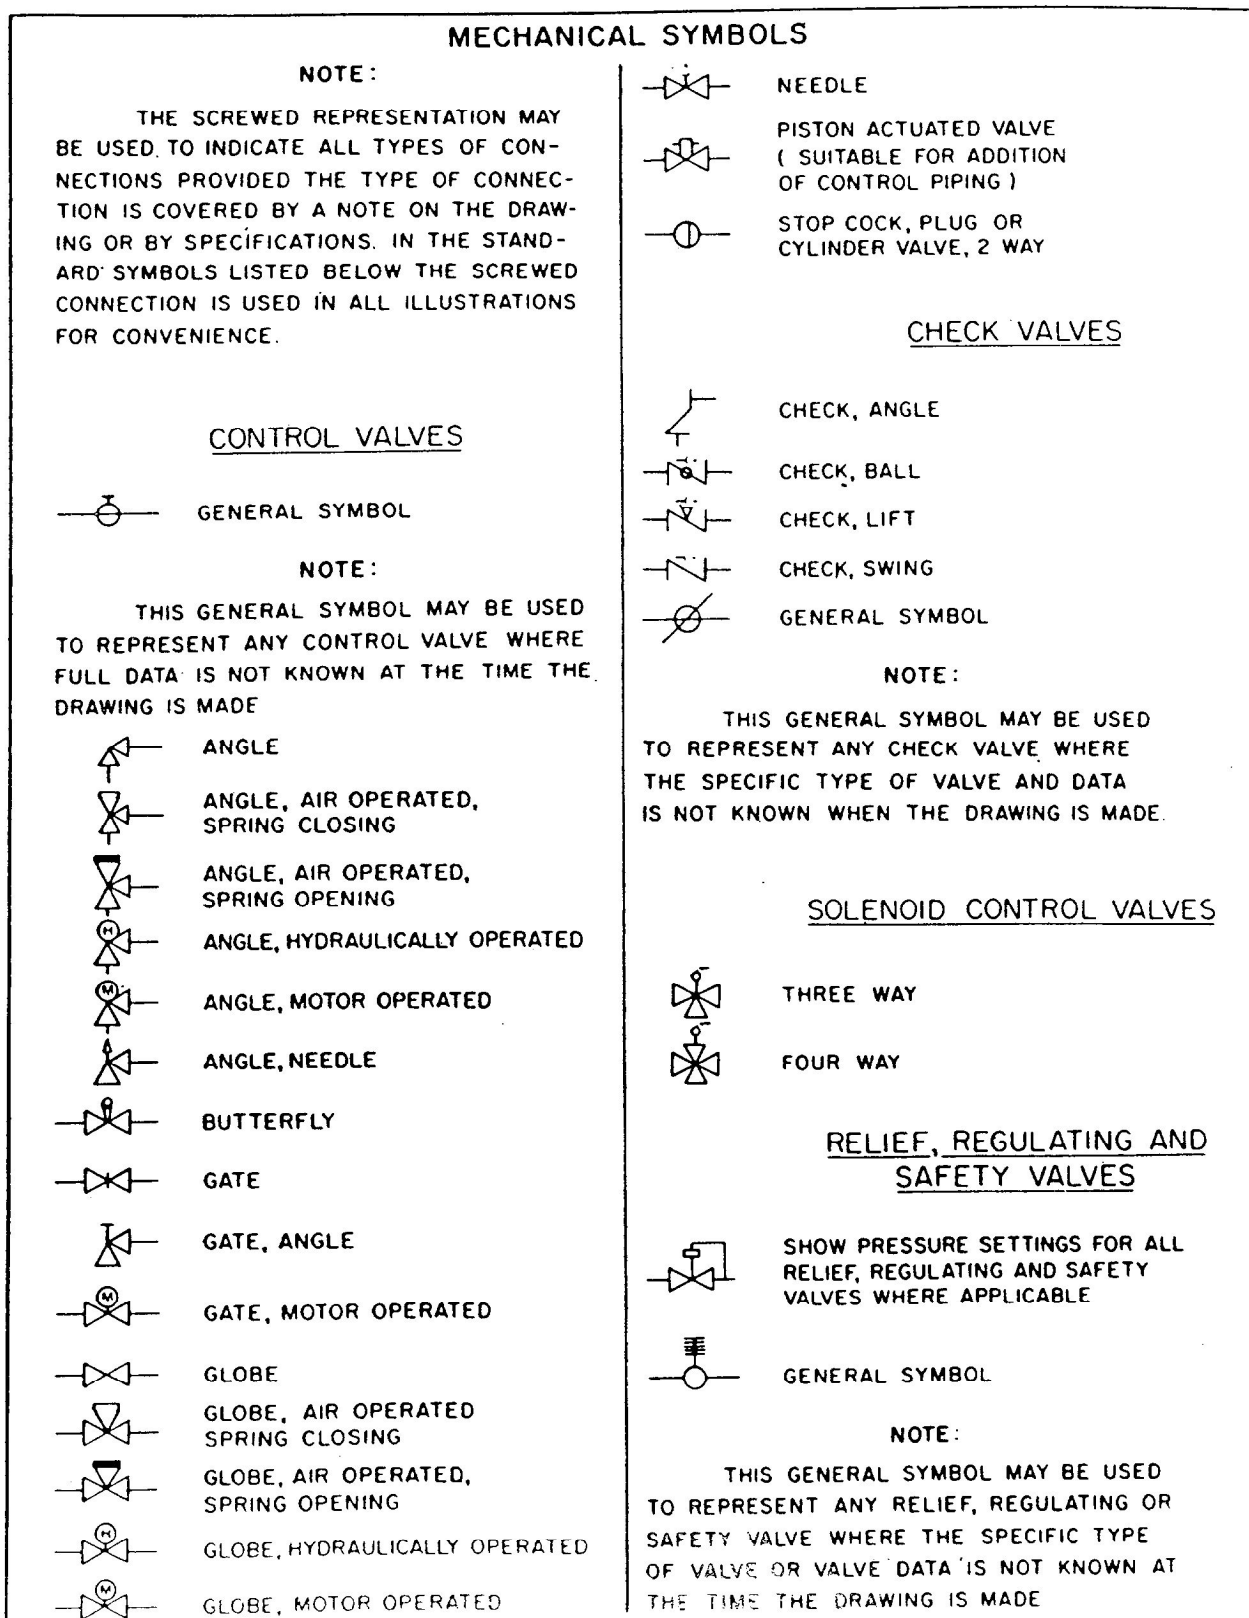 MECHANICAL SYMBOLS
NOTE:
THE SCREWED REPRESENTATION MAY
BE USED TO INDICATE ALL TYPES OF CON-
NECTIONS PROVIDED THE TYPE OF CONNEC-
TION IS COVERED BY A NOTE ON THE DRAW-
ING OR BY SPECIFICATIONS. IN THE STAND-
ARD SYMBOLS LISTED BELOW THE SCREWED
CONNECTION IS USED IN ALL ILLUSTRATIONS
FOR CONVENIENCE.
CONTROL VALVES
GENERAL SYMBOL
NOTE:
THIS GENERAL SYMBOL MAY BE USED
TO REPRESENT ANY CONTROL VALVE WHERE
FULL DATA IS NOT KNOWN AT THE TIME THE
DRAWING IS MADE
ANGLE
ANGLE, AIR OPERATED,
SPRING CLOSING
ANGLE, AIR OPERATED,
SPRING OPENING
H
ANGLE, HYDRAULICALLY OPERATED
M
ANGLE, MOTOR OPERATED
ANGLE, NEEDLE
BUTTERFLY
GATE
GATE, ANGLE
M
GATE, MOTOR OPERATED
GLOBE
GLOBE, AIR OPERATED
SPRING CLOSING
GLOBE, AIR OPERATED,
SPRING OPENING
H
GLOBE, HYDRAULICALLY OPERATED
M
GLOBE, MOTOR OPERATED
NEEDLE
PISTON ACTUATED VALVE
( SUITABLE FOR ADDITION
OF CONTROL PIPING )
STOP COCK, PLUG OR
CYLINDER VALVE, 2 WAY
CHECK VALVES
CHECK, ANGLE
CHECK, BALL
CHECK, LIFT
CHECK, SWING
GENERAL SYMBOL
NOTE:
THIS GENERAL SYMBOL MAY BE USED
TO REPRESENT ANY CHECK VALVE WHERE
THE SPECIFIC TYPE OF VALVE AND DATA
IS NOT KNOWN WHEN THE DRAWING IS MADE.
SOLENOID CONTROL VALVES
THREE WAY
FOUR WAY
RELIEF, REGULATING AND
SAFETY VALVES
SHOW PRESSURE SETTINGS FOR ALL
RELIEF, REGULATING AND SAFETY
VALVES WHERE APPLICABLE
GENERAL SYMBOL
NOTE:
THIS GENERAL SYMBOL MAY BE USED
TO REPRESENT ANY RELIEF, REGULATING OR
SAFETY VALVE WHERE THE SPECIFIC TYPE
OF VALVE OR VALVE DATA IS NOT KNOWN AT
THE TIME THE DRAWING IS MADE